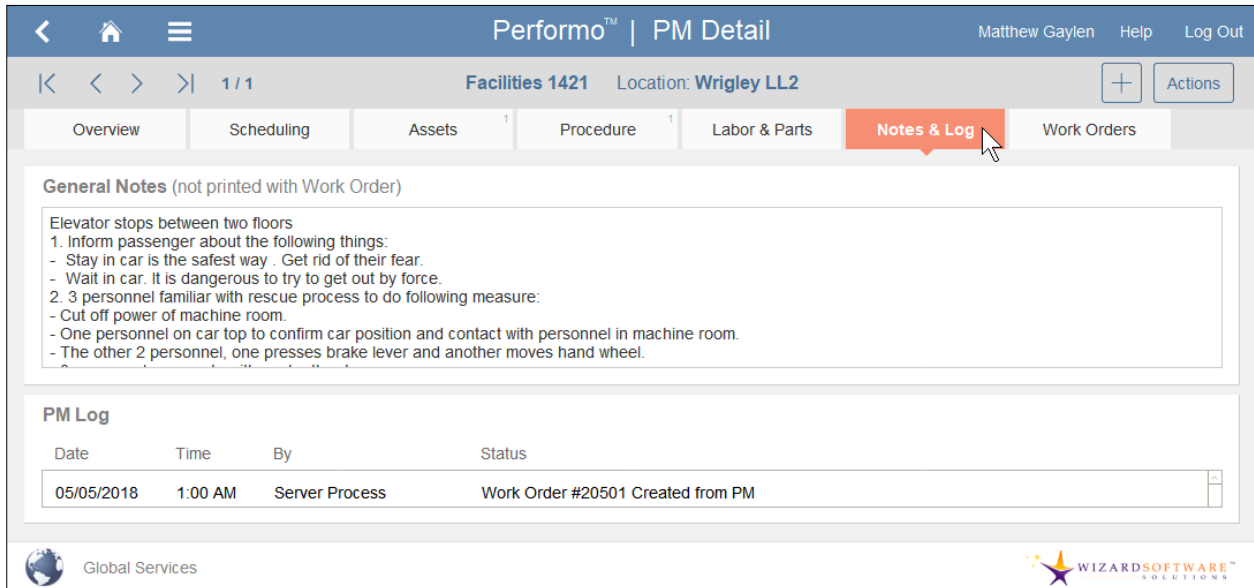 Performo™ | PM Detail
Matthew Gaylen Help Log Out
1 / 1
Facilities 1421 Location: Wrigley LL2
Actions
Overview
Scheduling
Assets 1
Procedure 1
Labor & Parts
Notes & Log
Work Orders
General Notes (not printed with Work Order)
Elevator stops between two floors
1. Inform passenger about the following things:
- Stay in car is the safest way . Get rid of their fear.
- Wait in car. It is dangerous to try to get out by force.
2. 3 personnel familiar with rescue process to do following measure:
- Cut off power of machine room.
- One personnel on car top to confirm car position and contact with personnel in machine room.
- The other 2 personnel, one presses brake lever and another moves hand wheel.
PM Log
Date Time By Status
05/05/2018 1:00 AM Server Process Work Order #20501 Created from PM
Global Services
WIZARDSOFTWARE™
SOLUTIONS